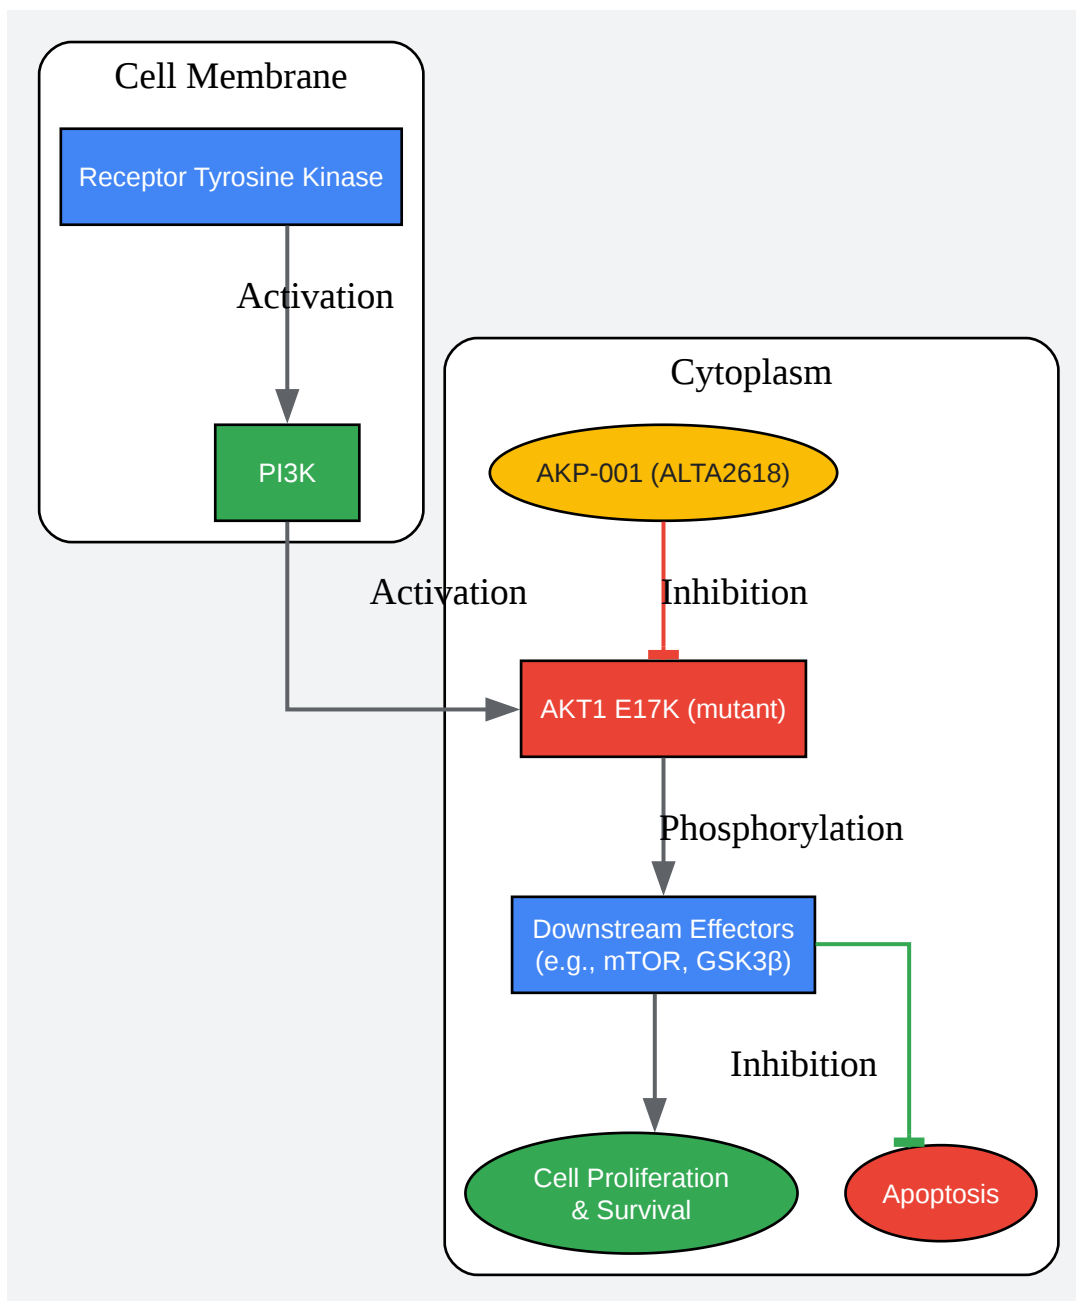 Cell Membrane
Receptor Tyrosine Kinase
Activation
PI3K
Cytoplasm
AKP-001 (ALTA2618)
Activation
Inhibition
AKT1 E17K (mutant)
Phosphorylation
Downstream Effectors
(e.g., mTOR, GSK3β)
Inhibition
Cell Proliferation
& Survival
Apoptosis